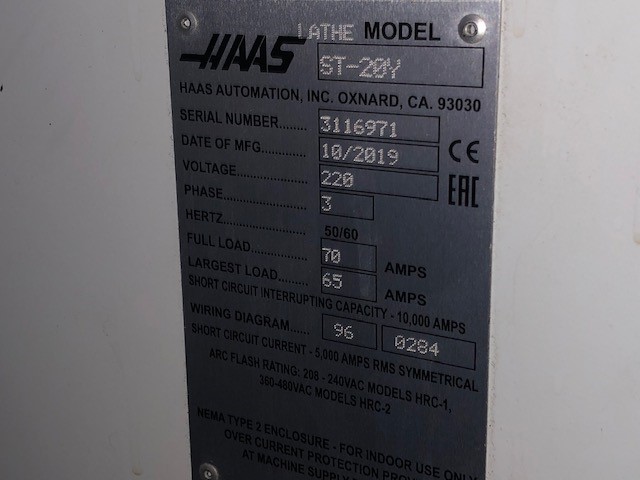 LATHE MODEL
HAAS ST-20Y
HAAS AUTOMATION, INC. OXNARD, CA. 93030
SERIAL NUMBER........ 3116971
DATE OF MFG............ 10/2019 CE
VOLTAGE.................. 220 EAC
PHASE..................... 3
HERTZ..................... 50/60
FULL LOAD............... 70 AMPS
LARGEST LOAD......... 65 AMPS
SHORT CIRCUIT INTERRUPTING CAPACITY - 10,000 AMPS
WIRING DIAGRAM...... 96 0284
SHORT CIRCUIT CURRENT - 5,000 AMPS RMS SYMMETRICAL
ARC FLASH RATING: 208 - 240VAC MODELS HRC-1,
360-480VAC MODELS HRC-2
NEMA TYPE 2 ENCLOSURE - FOR INDOOR USE ONLY
OVER CURRENT PROTECTION
AT MACHINE SUPPLY